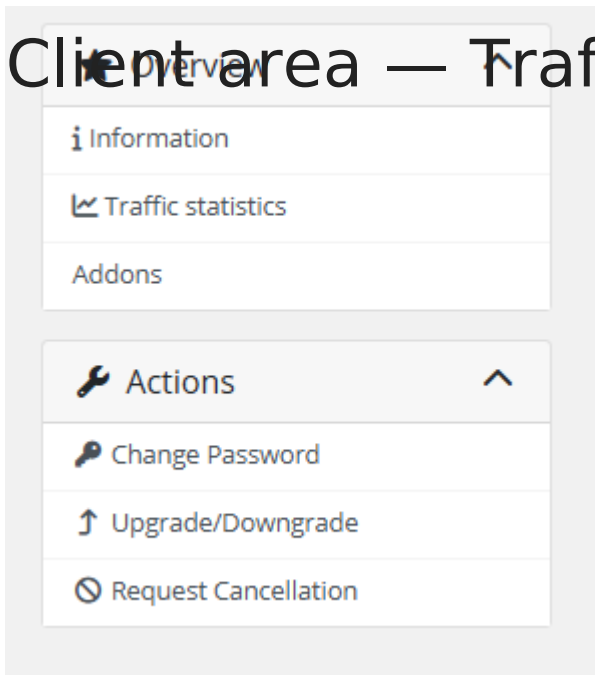 Client area — Traf
Overview
Information
Traffic statistics
Addons
Actions
Change Password
Upgrade/Downgrade
Request Cancellation